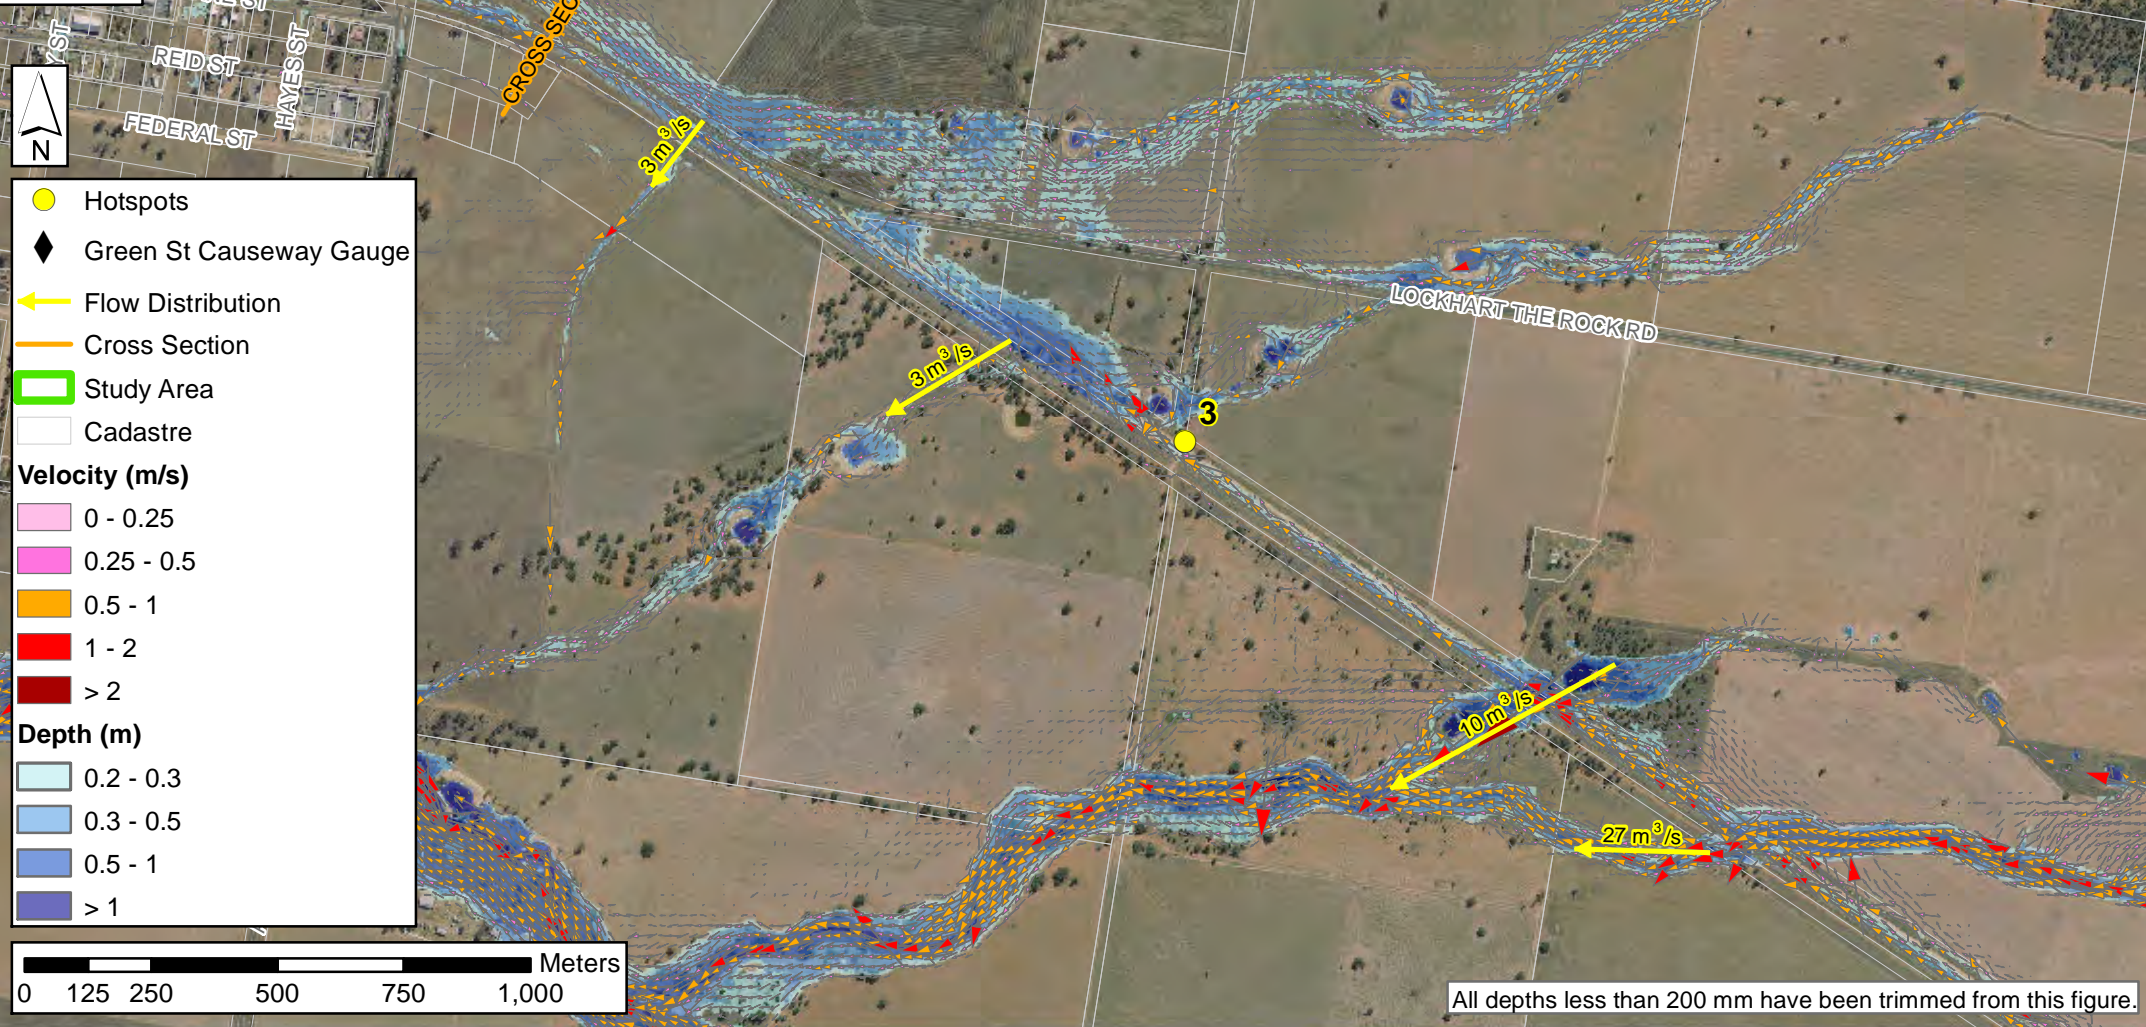 REID ST
HAYES ST
FEDERAL ST
CROSS SEC
N
Hotspots
Green St Causeway Gauge
Flow Distribution
Cross Section
Study Area
Cadastre
Velocity (m/s)
0 - 0.25
0.25 - 0.5
0.5 - 1
1 - 2
> 2
Depth (m)
0.2 - 0.3
0.3 - 0.5
0.5 - 1
> 1
Meters
0 125 250 500 750 1,000
3 m³/s
3 m³/s
3
LOCKHART THE ROCK RD
10 m³/s
27 m³/s
All depths less than 200 mm have been trimmed from this figure.